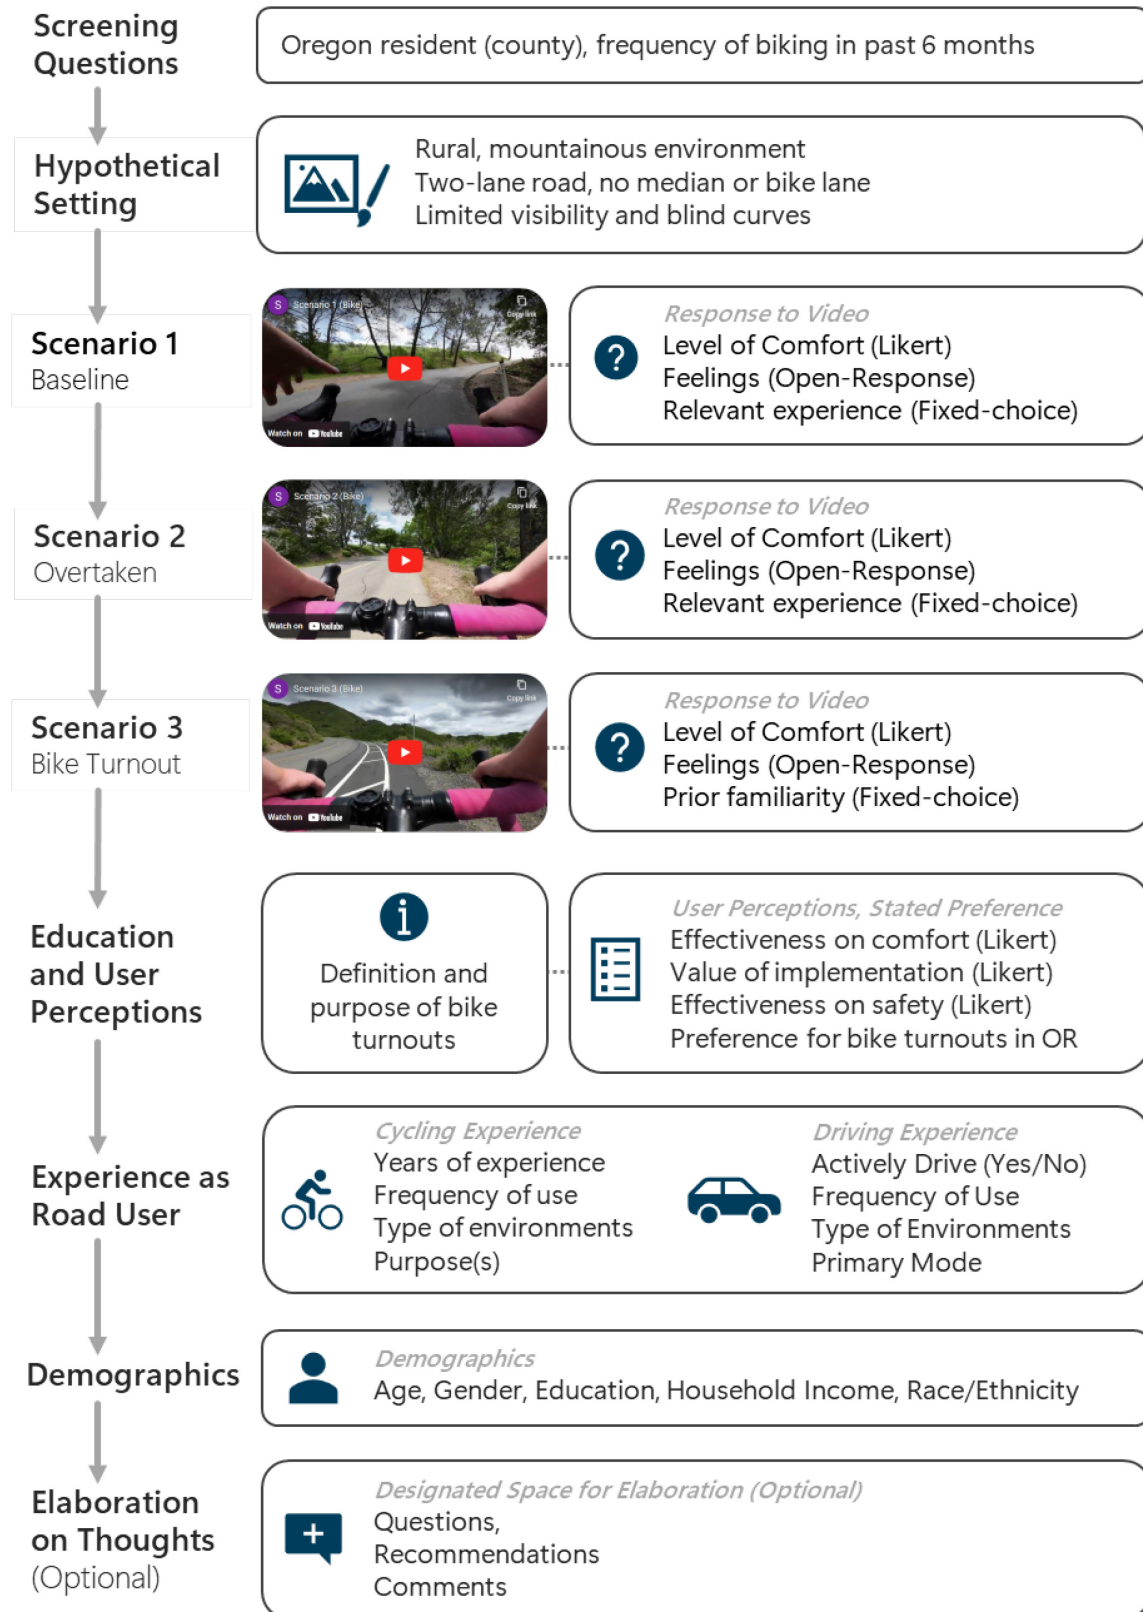 Screening
Questions
Oregon resident (county), frequency of biking in past 6 months
Hypothetical
Setting
Rural, mountainous environment
Two-lane road, no median or bike lane
Limited visibility and blind curves
Scenario 1
Baseline
S Scenario 1 (Bike)
Copy link
Watch on YouTube
Response to Video
Level of Comfort (Likert)
Feelings (Open-Response)
Relevant experience (Fixed-choice)
Scenario 2
Overtaken
S Scenario 2 (Bike)
Copy link
Watch on YouTube
Response to Video
Level of Comfort (Likert)
Feelings (Open-Response)
Relevant experience (Fixed-choice)
Scenario 3
Bike Turnout
S Scenario 3 (Bike)
Copy link
Watch on YouTube
Response to Video
Level of Comfort (Likert)
Feelings (Open-Response)
Prior familiarity (Fixed-choice)
Education
and User
Perceptions
Definition and
purpose of bike
turnouts
User Perceptions, Stated Preference
Effectiveness on comfort (Likert)
Value of implementation (Likert)
Effectiveness on safety (Likert)
Preference for bike turnouts in OR
Experience as
Road User
Cycling Experience
Years of experience
Frequency of use
Type of environments
Purpose(s)
Driving Experience
Actively Drive (Yes/No)
Frequency of Use
Type of Environments
Primary Mode
Demographics
Demographics
Age, Gender, Education, Household Income, Race/Ethnicity
Elaboration
on Thoughts
(Optional)
Designated Space for Elaboration (Optional)
Questions,
Recommendations
Comments